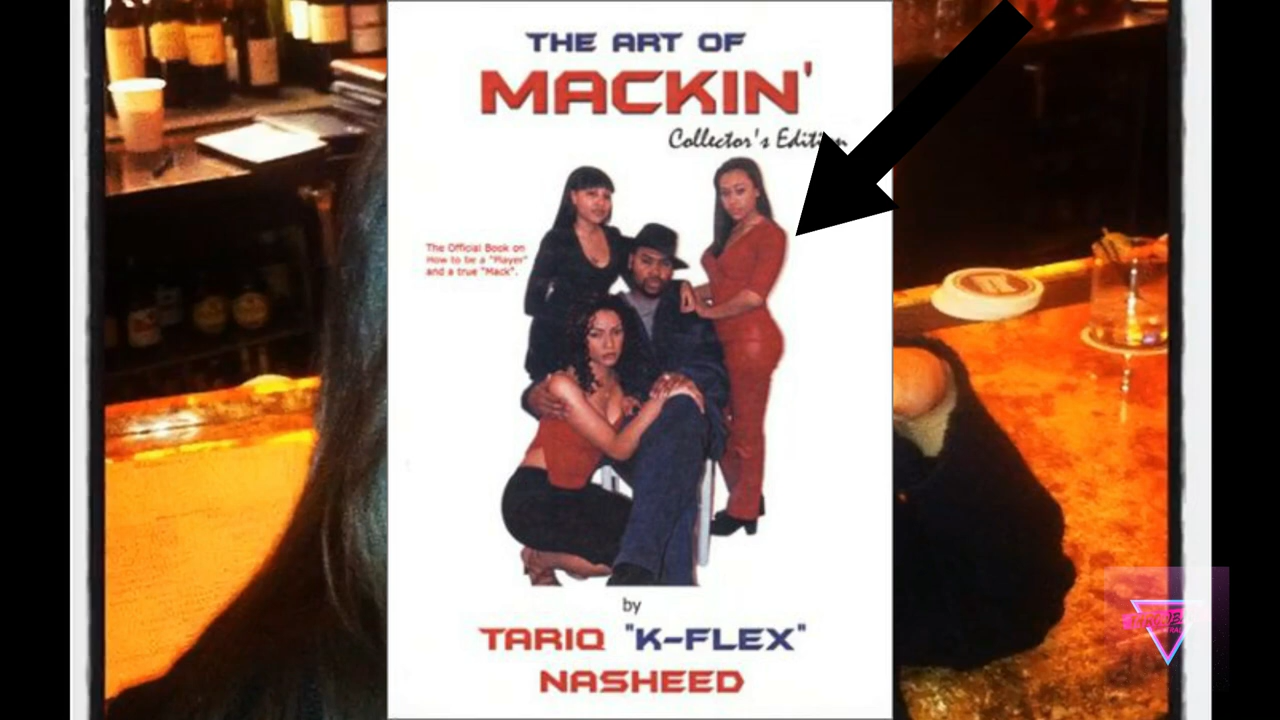 THE ART OF
MACKIN'
Collector's Edition
The Official Book on
How to be a "Player"
and a true "Mack".
by
TARIQ "K-FLEX"
NASHEED